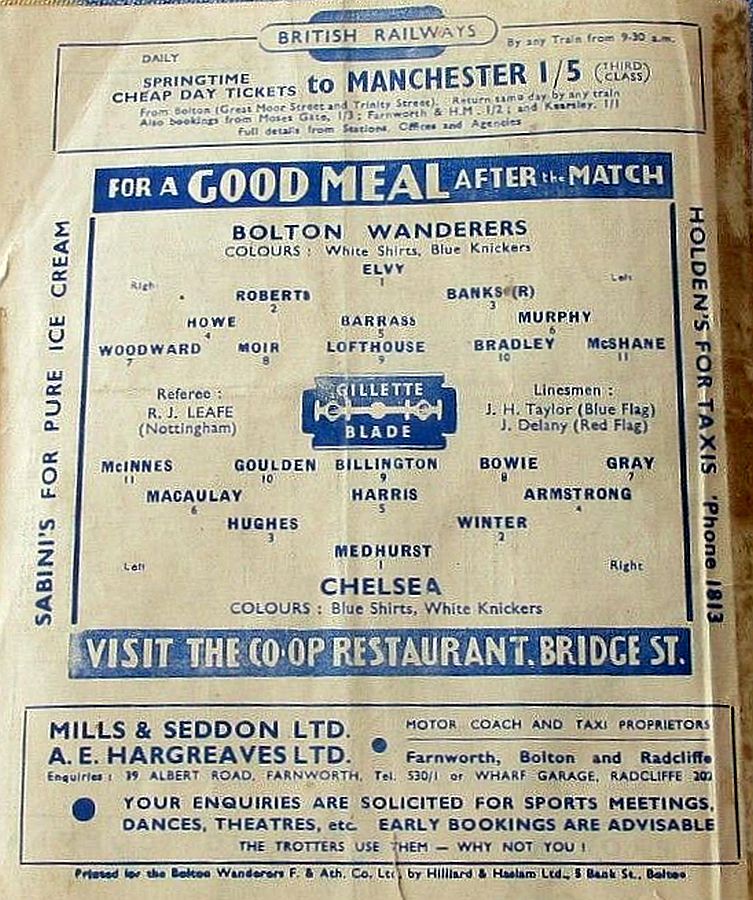 BRITISH RAILWAYS
By any Train from 9-30 a.m.
DAILY
SPRINGTIME
CHEAP DAY TICKETS to MANCHESTER 1/5 (THIRD CLASS)
From Bolton (Great Moor Street and Trinity Street). Return same day by any train
Also bookings from Moses Gate, 1/3; Farnworth & H.M. 1/2; and Kearsley. 1/1
Full details from Stations, Offices and Agencies
FOR A GOOD MEAL AFTER the MATCH
BOLTON WANDERERS
COLOURS : White Shirts, Blue Knickers
ELVY
1
Right
Left
ROBERTS BANKS (R)
2 3
HOWE BARRASS MURPHY
4 5 6
WOODWARD MOIR LOFTHOUSE BRADLEY McSHANE
7 8 9 10 11
Referee :
R. J. LEAFE
(Nottingham)
GILLETTE
BLADE
Linesmen :
J. H. Taylor (Blue Flag)
J. Delany (Red Flag)
McINNES GOULDEN BILLINGTON BOWIE GRAY
11 10 9 8 7
MACAULAY HARRIS ARMSTRONG
6 5 4
HUGHES WINTER
3 2
MEDHURST
1
Left
Right
CHELSEA
COLOURS : Blue Shirts, White Knickers
SABINI'S FOR PURE ICE CREAM
HOLDEN'S FOR TAXIS 'Phone 1813
VISIT THE CO·OP RESTAURANT. BRIDGE ST.
MILLS & SEDDON LTD.
A. E. HARGREAVES LTD.
MOTOR COACH AND TAXI PROPRIETORS
Farnworth, Bolton and Radcliffe
Enquiries : 39 ALBERT ROAD, FARNWORTH, Tel. 530/1 or WHARF GARAGE, RADCLIFFE 202
YOUR ENQUIRIES ARE SOLICITED FOR SPORTS MEETINGS,
DANCES, THEATRES, etc. EARLY BOOKINGS ARE ADVISABLE
THE TROTTERS USE THEM — WHY NOT YOU !
Printed for the Bolton Wanderers F. & Ath. Co. Ltd. by Hilliard & Haslam Ltd., 5 Bank St., Bolton